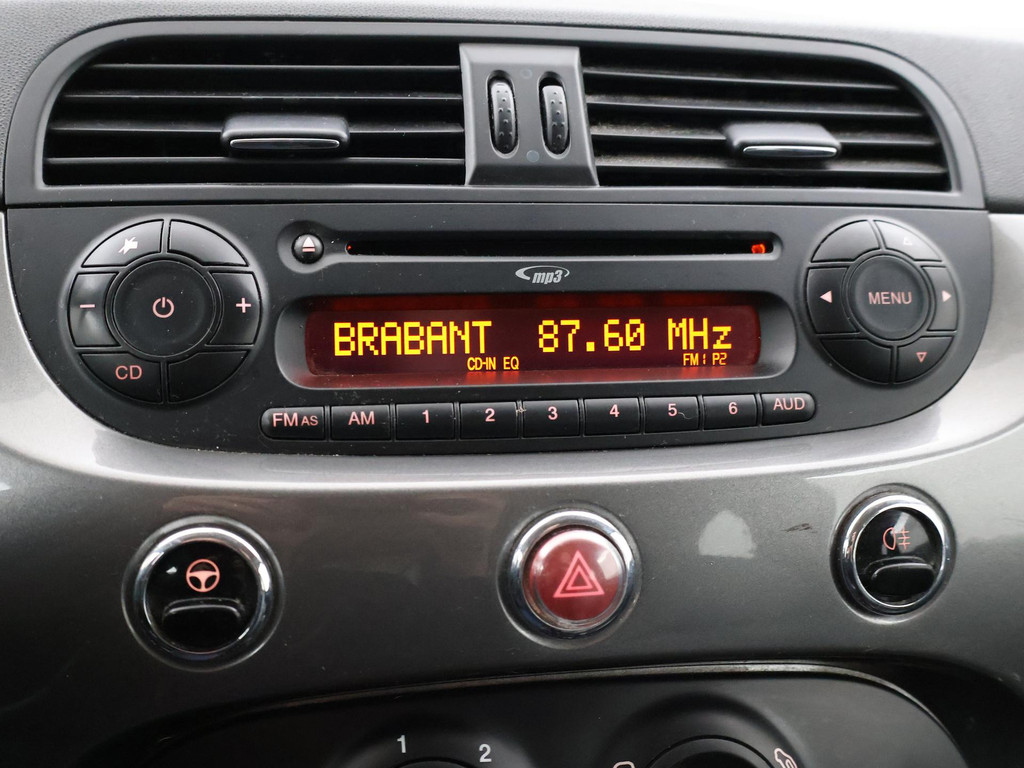 mp3
BRABANT 87.60 MHz
CD-IN EQ FM1 P2
MENU
CD
FM AS AM 1 2 3 4 5 6 AUD
1 2